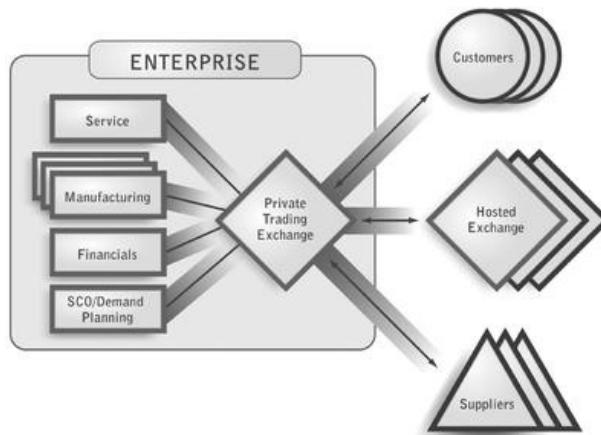 ENTERPRISE
Customers
Service
Manufacturing
Private
Trading
Exchange
Hosted
Exchange
Financials
SCO/Demand
Planning
Suppliers